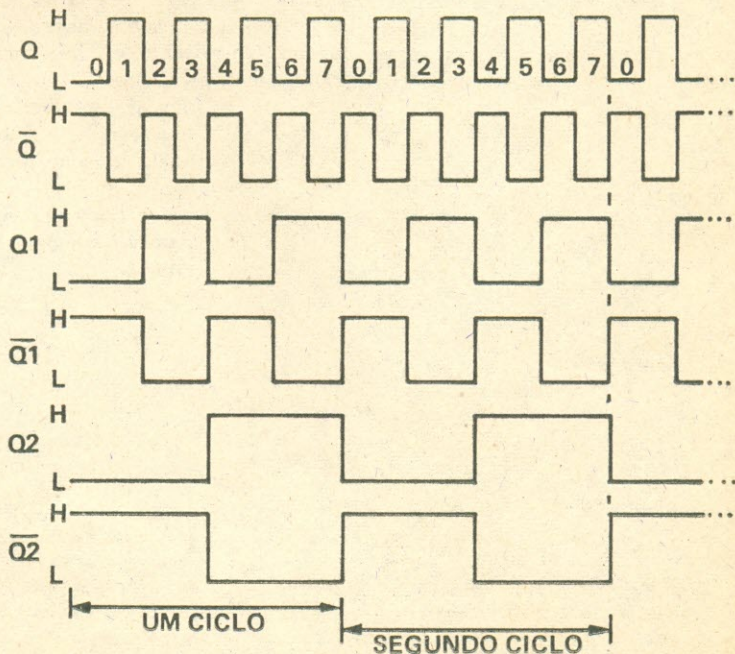 H
Q
0 1 2 3 4 5 6 7 0 1 2 3 4 5 6 7 0
L
...
H
Q̅
L
...
H
Q1
L
...
H
Q̅1̅
L
...
H
Q2
L
...
H
Q̅2̅
L
...
UM CICLO
SEGUNDO CICLO